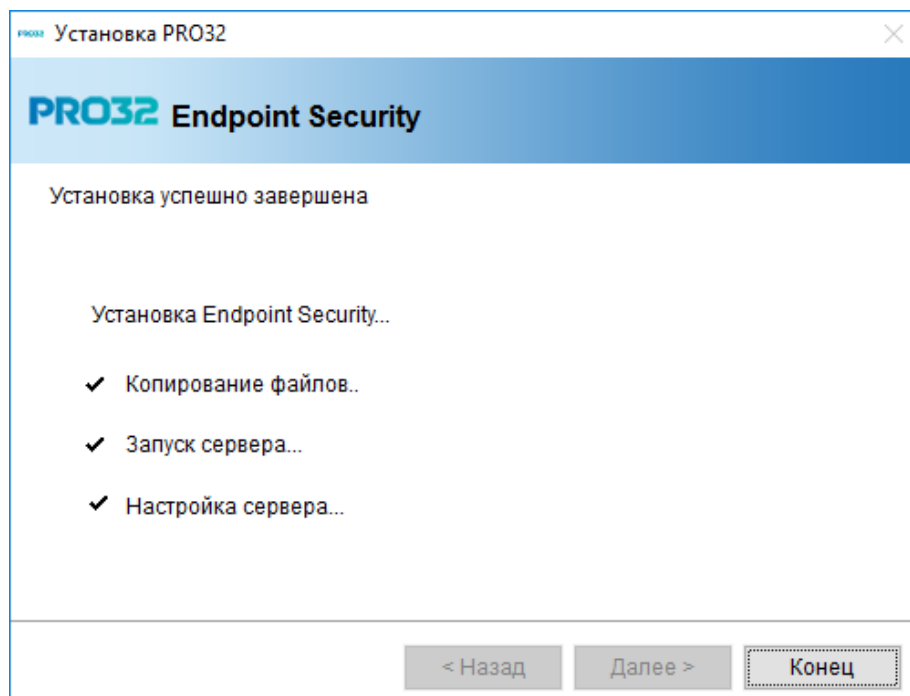 PRO32 Установка PRO32
PRO32 Endpoint Security
Установка успешно завершена
Установка Endpoint Security...
Копирование файлов..
Запуск сервера...
Настройка сервера...
< Назад Далее > Конец